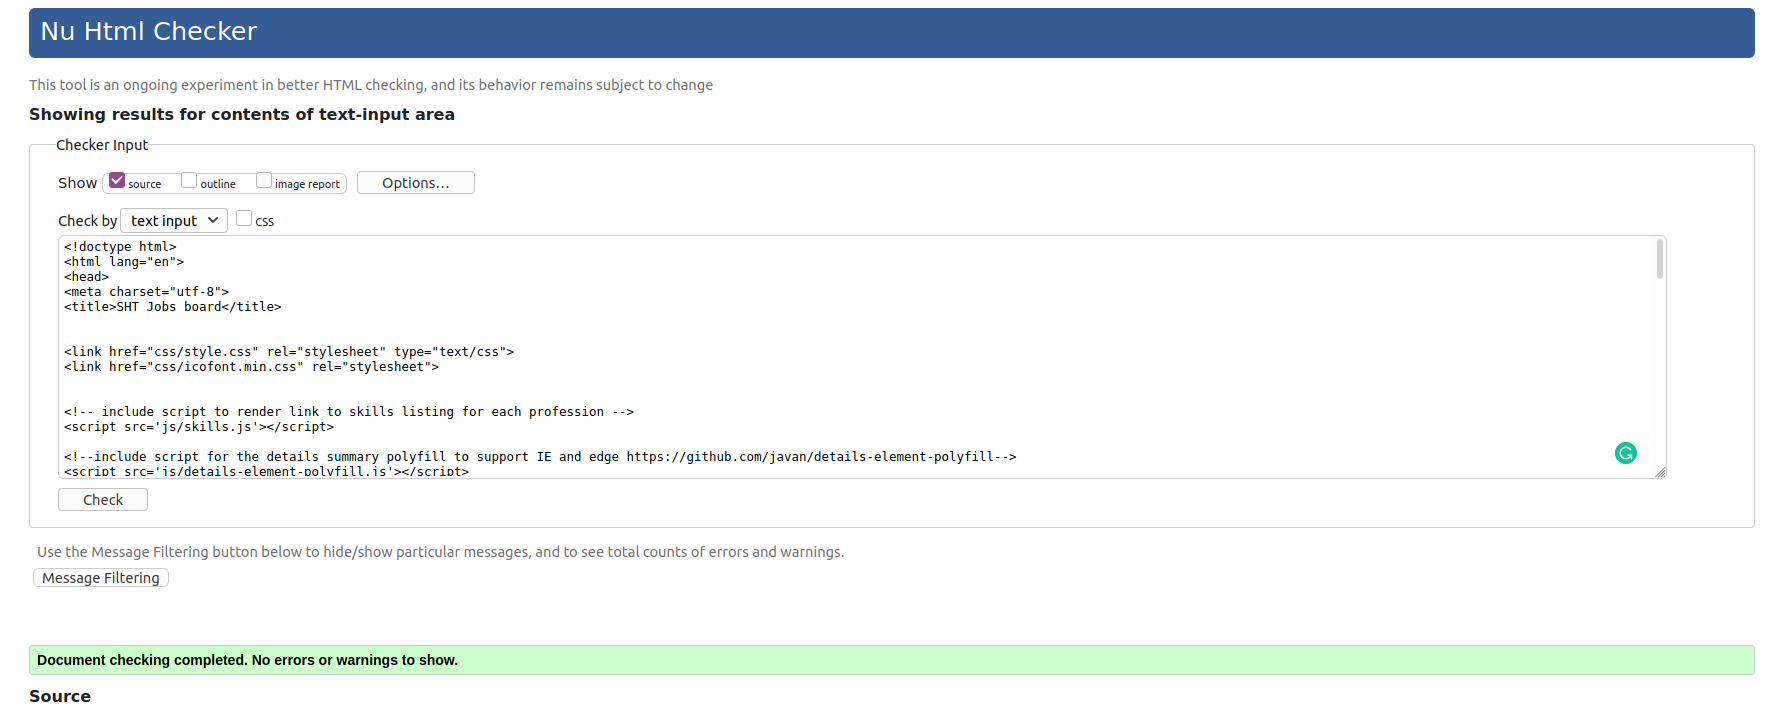 Nu Html Checker
This tool is an ongoing experiment in better HTML checking, and its behavior remains subject to change
Showing results for contents of text-input area
Checker Input
Show source outline image report Options...
Check by text input css
<!doctype html>
<html lang="en">
<head>
<meta charset="utf-8">
<title>SHT Jobs board</title>
<link href="css/style.css" rel="stylesheet" type="text/css">
<link href="css/icofont.min.css" rel="stylesheet">
<!-- include script to render link to skills listing for each profession -->
<script src='js/skills.js'></script>
<!--include script for the details summary polyfill to support IE and edge https://github.com/javan/details-element-polyfill-->
<script src='js/details-element-polyfill.js'></script>
Check
Use the Message Filtering button below to hide/show particular messages, and to see total counts of errors and warnings.
Message Filtering
Document checking completed. No errors or warnings to show.
Source